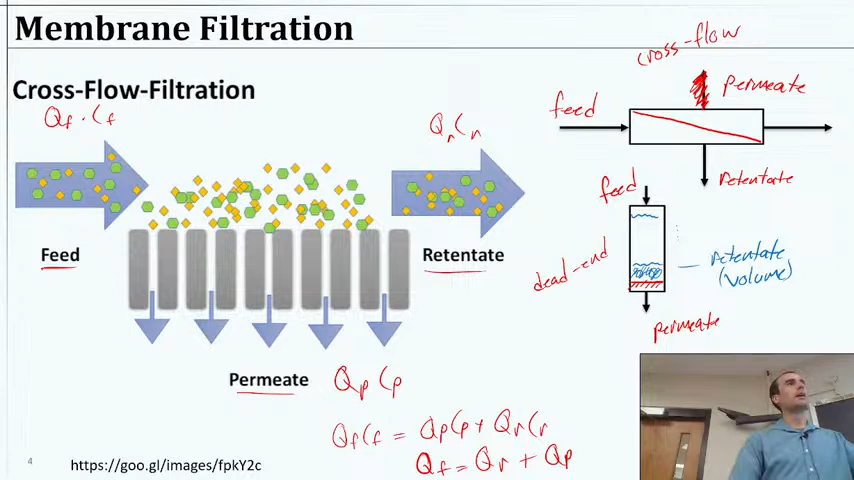 Membrane Filtration
Cross-Flow-Filtration
Qf · Cf
Qr Cr
Feed
Retentate
Permeate
Qp Cp
QfCf = QpCp + QrCr
Qf = Qr + Qp
cross-flow
feed
permeate
retentate
feed
dead-end
retentate
(volume)
permeate
4
https://goo.gl/images/fpkY2c